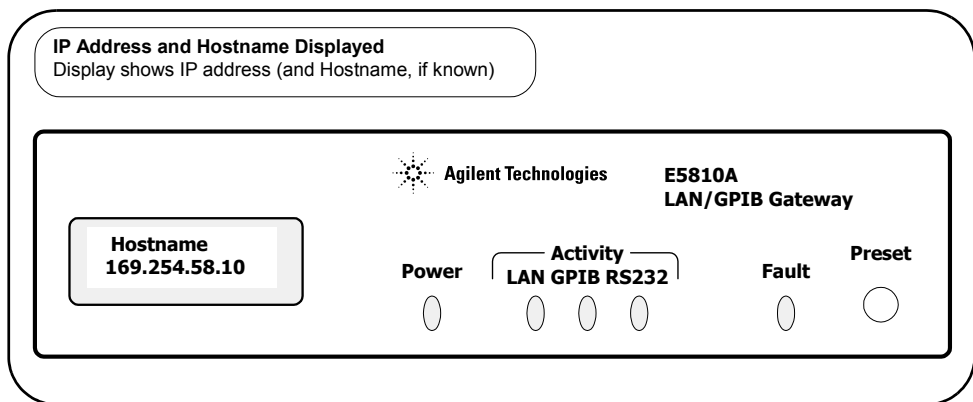 IP Address and Hostname Displayed
Display shows IP address (and Hostname, if known)
Agilent Technologies
E5810A
LAN/GPIB Gateway
Hostname
169.254.58.10
Power
Activity
LAN GPIB RS232
Fault
Preset